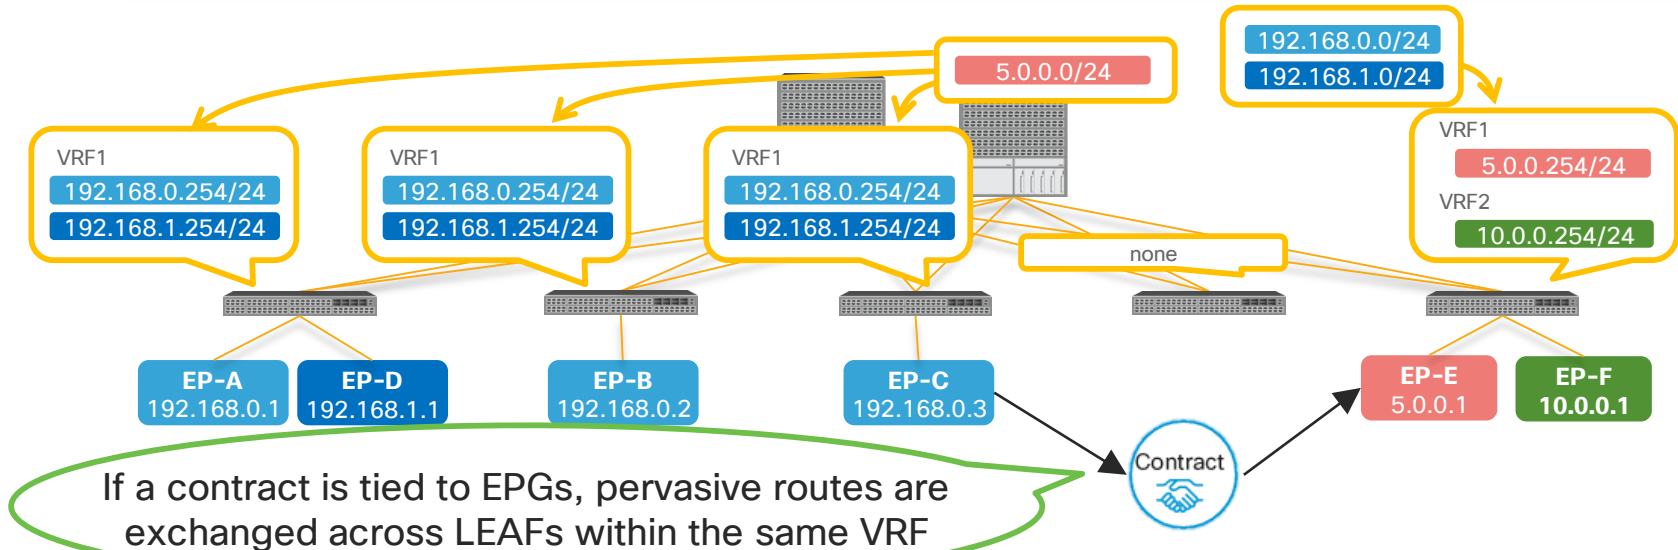 5.0.0.0/24
192.168.0.0/24
192.168.1.0/24
VRF1
192.168.0.254/24
192.168.1.254/24
VRF1
192.168.0.254/24
192.168.1.254/24
VRF1
192.168.0.254/24
192.168.1.254/24
none
VRF1
5.0.0.254/24
VRF2
10.0.0.254/24
EP-A
192.168.0.1
EP-D
192.168.1.1
EP-B
192.168.0.2
EP-C
192.168.0.3
EP-E
5.0.0.1
EP-F
10.0.0.1
Contract
If a contract is tied to EPGs, pervasive routes are
exchanged across LEAFs within the same VRF